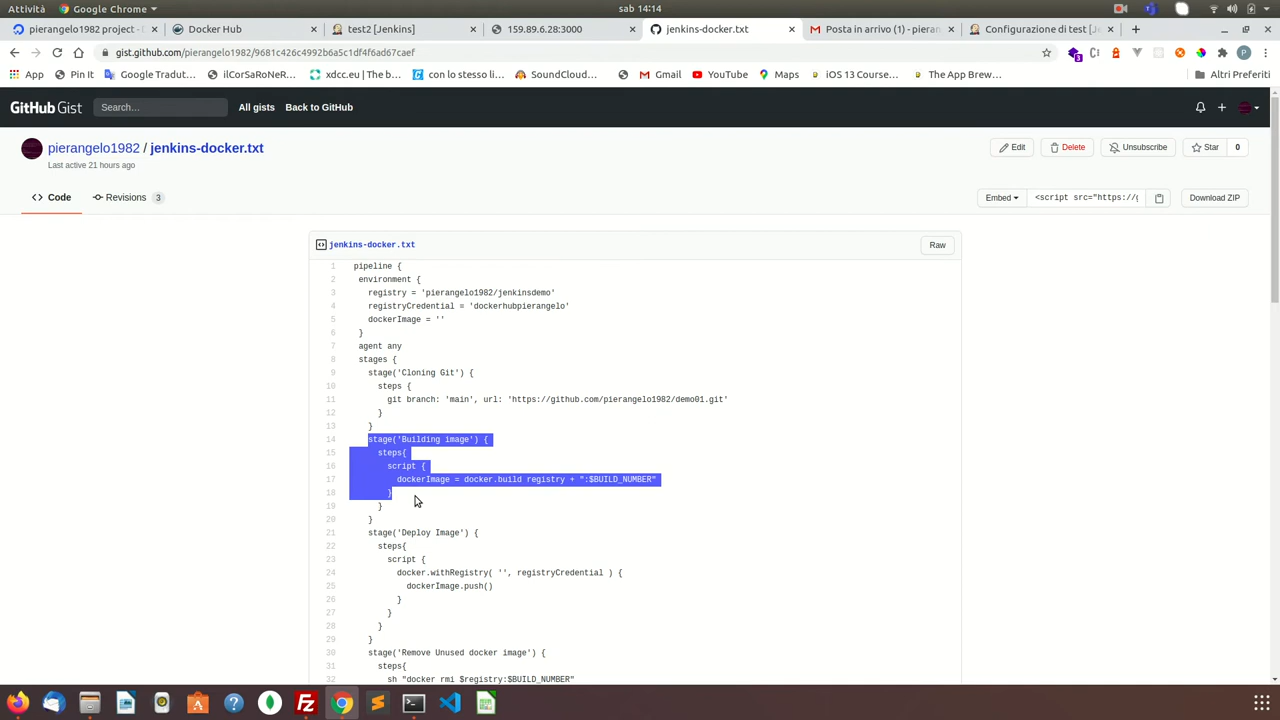 Attività
Google Chrome
sab 14:14
pierangelo1982 project -
Docker Hub
test2 [Jenkins]
159.89.6.28:3000
jenkins-docker.txt
Posta in arrivo (1) - pieran
Configurazione di test [Je
gist.github.com/pierangelo1982/9681c426c4992b6a5c1df4f6ad67caef
App
Pin It
Google Tradut...
ilCorSaRoNeR...
xdcc.eu | The b...
con lo stesso li...
SoundCloud...
Gmail
YouTube
Maps
iOS 13 Course...
The App Brew...
Altri Preferiti
GitHub Gist
Search...
All gists
Back to GitHub
pierangelo1982 / jenkins-docker.txt
Last active 21 hours ago
Edit
Delete
Unsubscribe
Star
0
Code
Revisions 3
Embed
<script src="https://g
Download ZIP
jenkins-docker.txt
Raw
1 pipeline {
2 environment {
3 registry = 'pierangelo1982/jenkinsdemo'
4 registryCredential = 'dockerhubpierangelo'
5 dockerImage = ''
6 }
7 agent any
8 stages {
9 stage('Cloning Git') {
10 steps {
11 git branch: 'main', url: 'https://github.com/pierangelo1982/demo01.git'
12 }
13 }
14 stage('Building image') {
15 steps{
16 script {
17 dockerImage = docker.build registry + ":$BUILD_NUMBER"
18 }
19 }
20 }
21 stage('Deploy Image') {
22 steps{
23 script {
24 docker.withRegistry( '', registryCredential ) {
25 dockerImage.push()
26 }
27 }
28 }
29 }
30 stage('Remove Unused docker image') {
31 steps{
32 sh "docker rmi $registry:$BUILD_NUMBER"